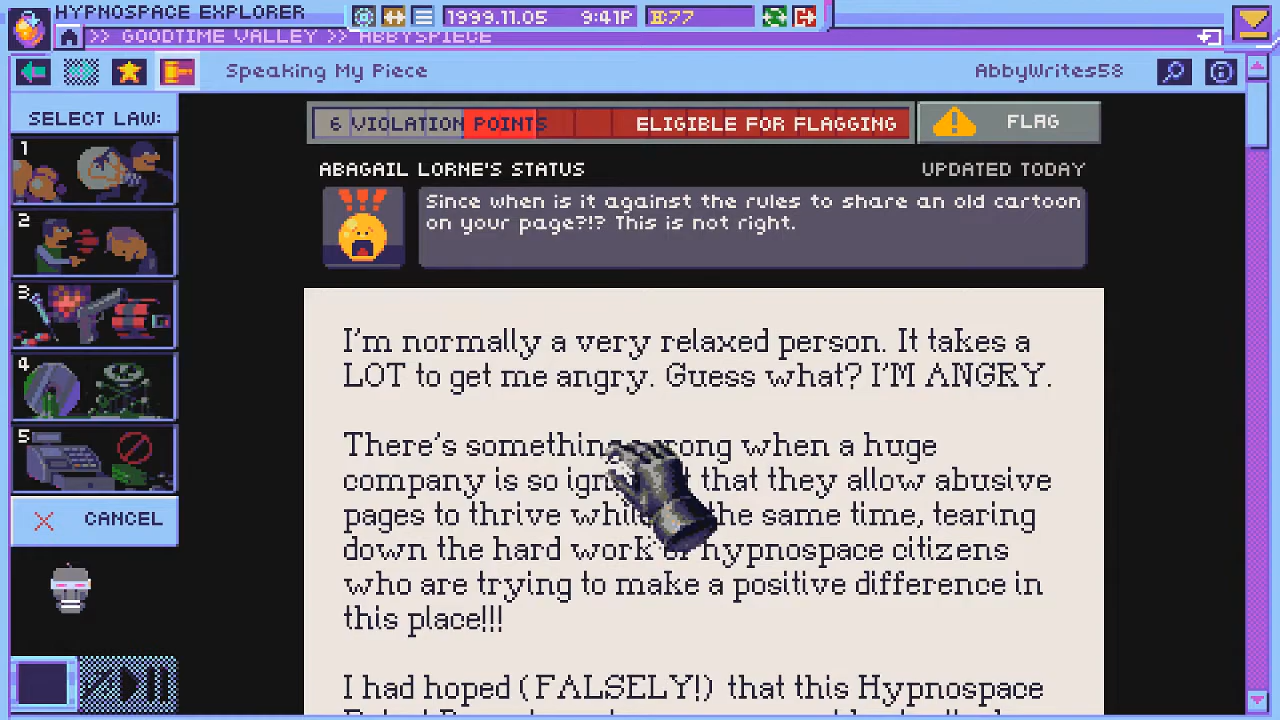 HYPNOSPACE EXPLORER
1999.11.05 9:41P
:77
>> GOODTIME VALLEY >> ABBYSPIECE
Speaking My Piece
AbbyWrites58
SELECT LAW:
1
2
3
4
5
CANCEL
6 VIOLATION POINTS
ELIGIBLE FOR FLAGGING
FLAG
ABAGAIL LORNE'S STATUS
UPDATED TODAY
Since when is it against the rules to share an old cartoon
on your page?!? This is not right.
I'm normally a very relaxed person. It takes a
LOT to get me angry. Guess what? I'M ANGRY.
There's something wrong when a huge
company is so that they allow abusive
pages to thrive the same time, tearing
down the hard work hypnospace citizens
who are trying to make a positive difference in
this place!!!
I had hoped (FALSELY!) that this Hypnospace